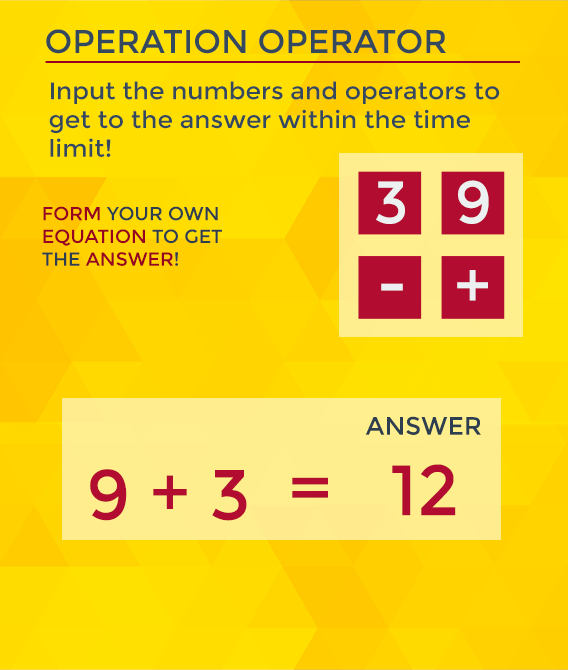 OPERATION OPERATOR
Input the numbers and operators to
get to the answer within the time
limit!
FORM YOUR OWN
EQUATION TO GET
THE ANSWER!
3 9
- +
ANSWER
9 + 3 = 12